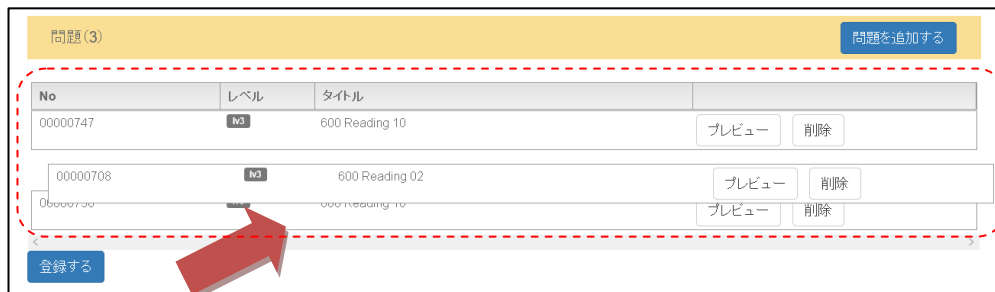 問題(3)
問題を追加する
No レベル タイトル
00000747 lv3 600 Reading 10
プレビュー 削除
00000708 lv3 600 Reading 02
プレビュー 削除
プレビュー 削除
登録する